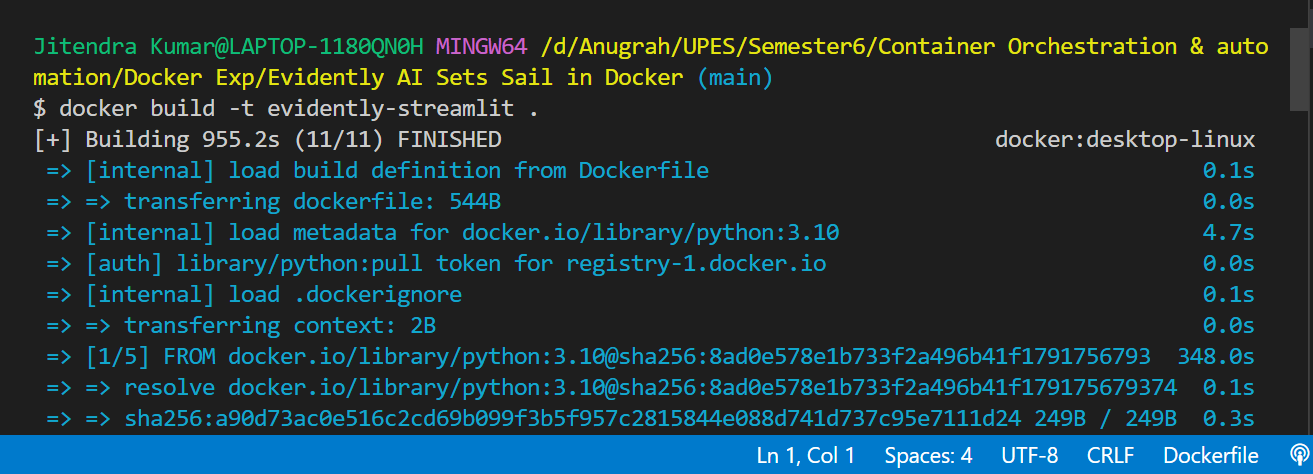 Jitendra Kumar@LAPTOP-1180QN0H MINGW64 /d/Anugrah/UPES/Semester6/Container Orchestration & auto
mation/Docker Exp/Evidently AI Sets Sail in Docker (main)
$ docker build -t evidently-streamlit .
[+] Building 955.2s (11/11) FINISHED docker:desktop-linux
=> [internal] load build definition from Dockerfile 0.1s
=> => transferring dockerfile: 544B 0.0s
=> [internal] load metadata for docker.io/library/python:3.10 4.7s
=> [auth] library/python:pull token for registry-1.docker.io 0.0s
=> [internal] load .dockerignore 0.1s
=> => transferring context: 2B 0.0s
=> [1/5] FROM docker.io/library/python:3.10@sha256:8ad0e578e1b733f2a496b41f1791756793 348.0s
=> => resolve docker.io/library/python:3.10@sha256:8ad0e578e1b733f2a496b41f179175679374 0.1s
=> => sha256:a90d73ac0e516c2cd69b099f3b5f957c2815844e088d741d737c95e7111d24 249B / 249B 0.3s
Ln 1, Col 1 Spaces: 4 UTF-8 CRLF Dockerfile